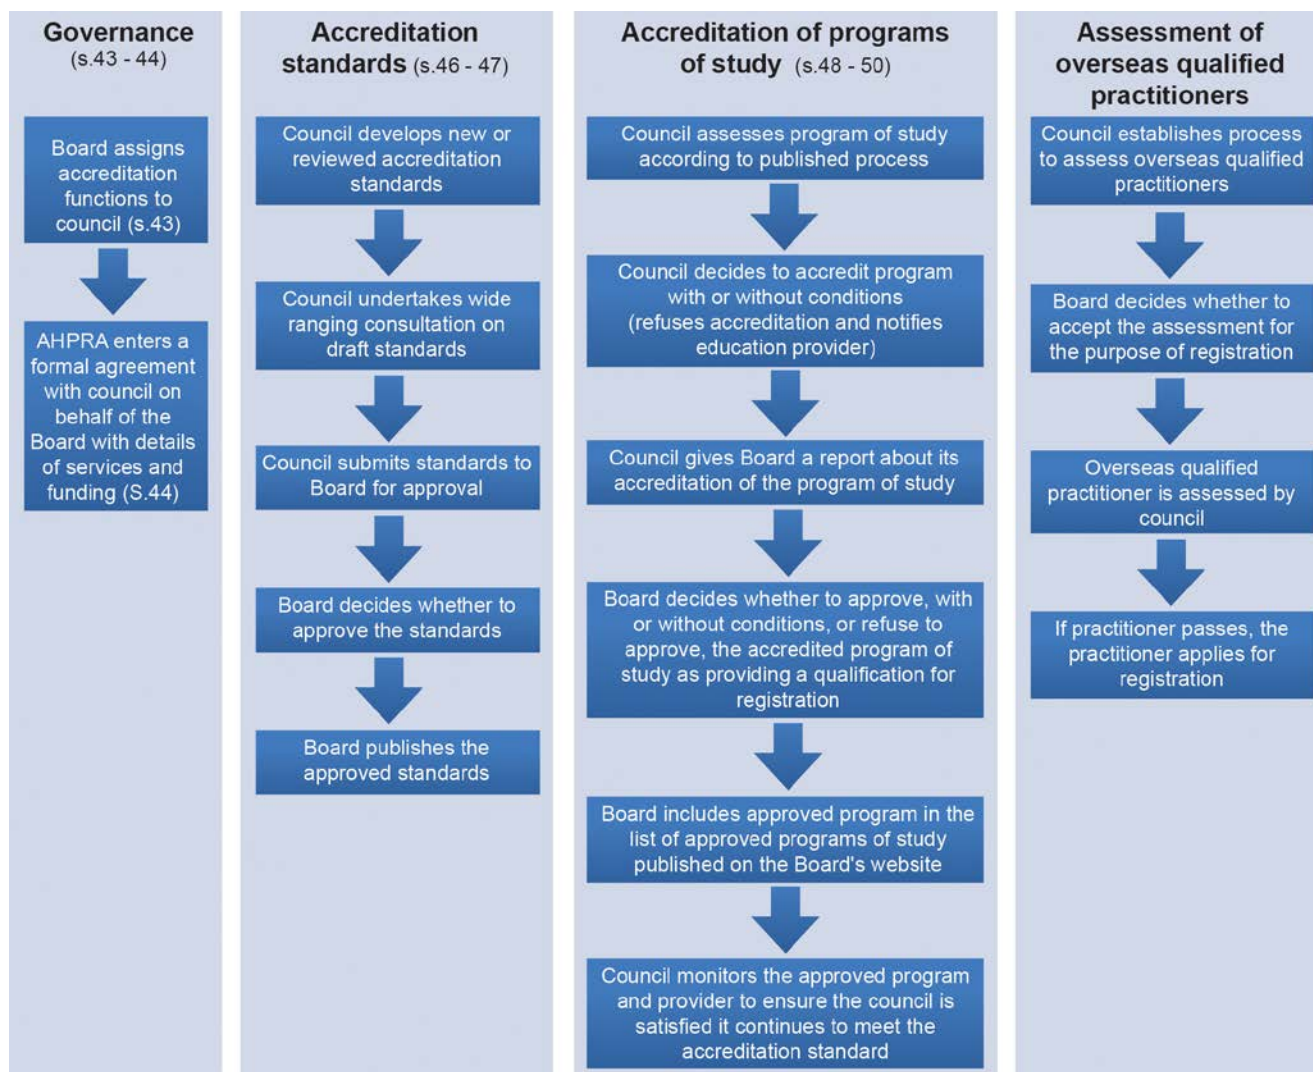 Governance
(s.43 - 44)
Board assigns
accreditation
functions to
council (s.43)
AHPRA enters a
formal agreement
with council on
behalf of the
Board with details
of services and
funding (S.44)
Accreditation
standards (s.46 - 47)
Council develops new or
reviewed accreditation
standards
Council undertakes wide
ranging consultation on
draft standards
Council submits standards to
Board for approval
Board decides whether to
approve the standards
Board publishes the
approved standards
Accreditation of programs
of study (s.48 - 50)
Council assesses program of study
according to published process
Council decides to accredit program
with or without conditions
(refuses accreditation and notifies
education provider)
Council gives Board a report about its
accreditation of the program of study
Board decides whether to approve, with
or without conditions, or refuse to
approve, the accredited program of
study as providing a qualification for
registration
Board includes approved program in the
list of approved programs of study
published on the Board's website
Council monitors the approved program
and provider to ensure the council is
satisfied it continues to meet the
accreditation standard
Assessment of
overseas qualified
practitioners
Council establishes process
to assess overseas qualified
practitioners
Board decides whether to
accept the assessment for
the purpose of registration
Overseas qualified
practitioner is assessed by
council
If practitioner passes, the
practitioner applies for
registration